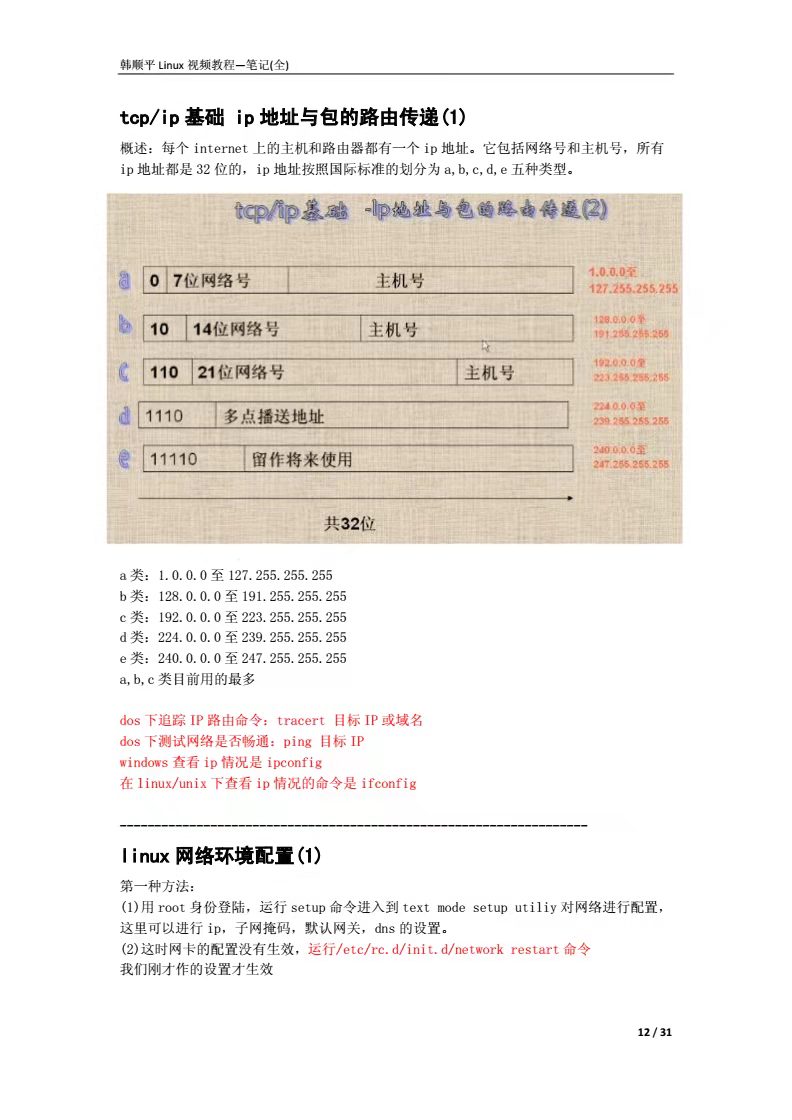 韩顺平 Linux 视频教程—笔记(全)
tcp/ip 基础 ip 地址与包的路由传递(1)
概述：每个 internet 上的主机和路由器都有一个 ip 地址。它包括网络号和主机号，所有
ip 地址都是 32 位的，ip 地址按照国际标准的划分为 a,b,c,d,e 五种类型。
tcp/ip基础 -ip地址与包的路由传递(2)
a 0 7位网络号 主机号 1.0.0.0至
127.255.255.255
b 10 14位网络号 主机号 128.0.0.0至
191.255.255.255
c 110 21位网络号 主机号 192.0.0.0至
223.255.255.255
d 1110 多点播送地址 224.0.0.0至
239.255.255.255
e 11110 留作将来使用 240.0.0.0至
247.255.255.255
共32位
a 类：1.0.0.0 至 127.255.255.255
b 类：128.0.0.0 至 191.255.255.255
c 类：192.0.0.0 至 223.255.255.255
d 类：224.0.0.0 至 239.255.255.255
e 类：240.0.0.0 至 247.255.255.255
a,b,c 类目前用的最多
dos 下追踪 IP 路由命令：tracert 目标 IP 或域名
dos 下测试网络是否畅通：ping 目标 IP
windows 查看 ip 情况是 ipconfig
在 linux/unix 下查看 ip 情况的命令是 ifconfig
--------------------------------------------------------------------
linux 网络环境配置(1)
第一种方法：
(1)用 root 身份登陆，运行 setup 命令进入到 text mode setup utiliy 对网络进行配置，
这里可以进行 ip，子网掩码，默认网关，dns 的设置。
(2)这时网卡的配置没有生效，运行/etc/rc.d/init.d/network restart 命令
我们刚才作的设置才生效
12 / 31